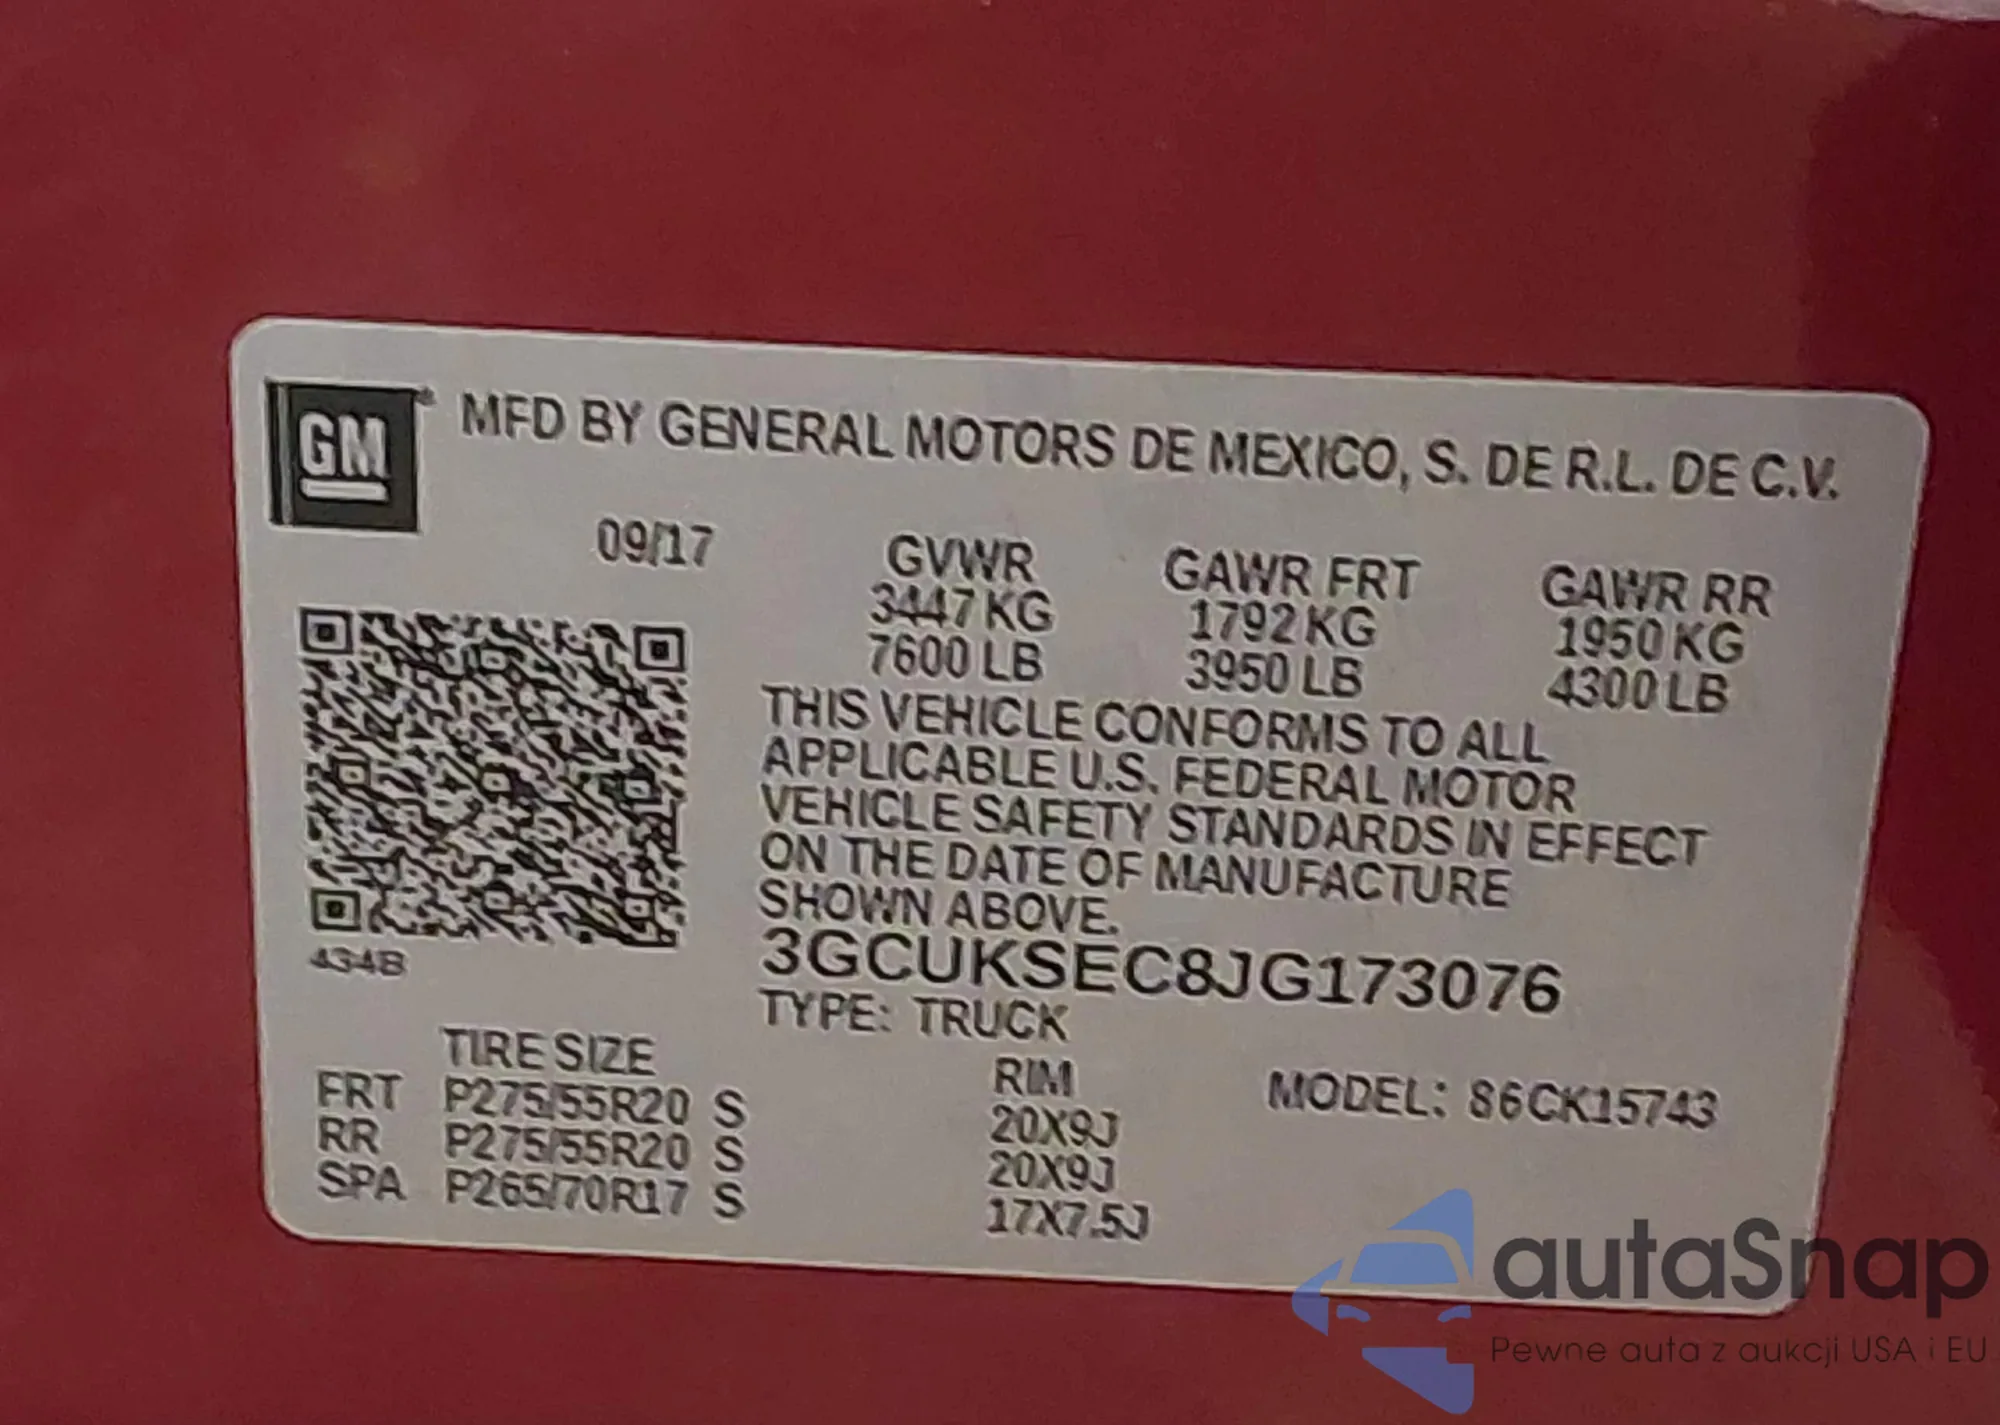 GM
MFD BY GENERAL MOTORS DE MEXICO, S. DE R.L. DE C.V.
09/17
GVWR GAWR FRT GAWR RR
3447 KG 1792 KG 1950 KG
7600 LB 3950 LB 4300 LB
THIS VEHICLE CONFORMS TO ALL
APPLICABLE U.S. FEDERAL MOTOR
VEHICLE SAFETY STANDARDS IN EFFECT
ON THE DATE OF MANUFACTURE
SHOWN ABOVE.
434B
3GCUKSEC8JG173076
TYPE: TRUCK
TIRE SIZE RIM MODEL: 86CK15743
FRT P275/55R20 S 20X9J
RR P275/55R20 S 20X9J
SPA P265/70R17 S 17X7.5J
autaSnap
Pewne auta z aukcji USA i EU